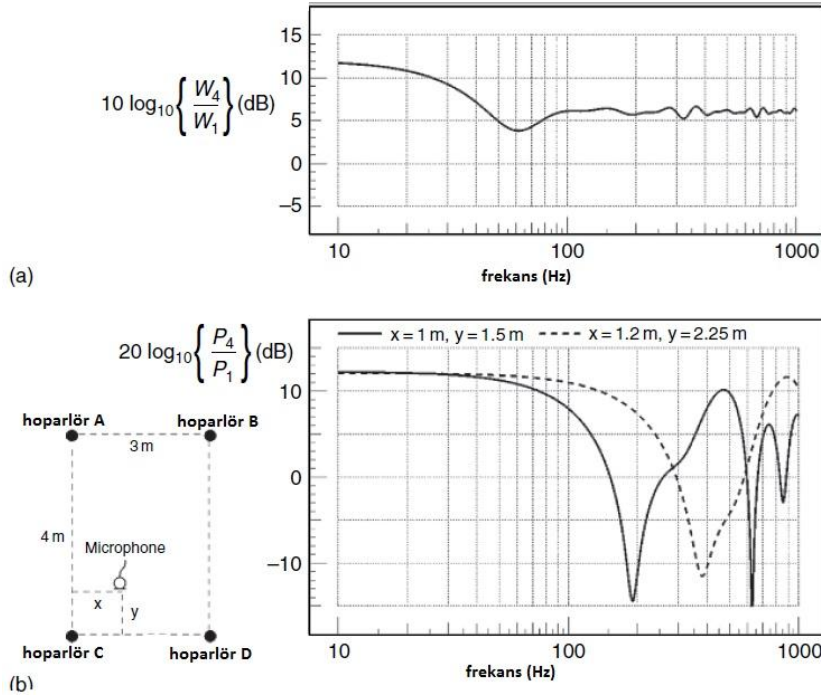 10 log10{W4/W1}(dB)
15
10
5
0
–5
10
100
1000
frekans (Hz)
(a)
20 log10{P4/P1}(dB)
x = 1 m, y = 1.5 m
x = 1.2 m, y = 2.25 m
10
0
–10
10
100
1000
frekans (Hz)
hoparlör A
hoparlör B
3 m
4 m
Microphone
x
y
hoparlör C
hoparlör D
(b)